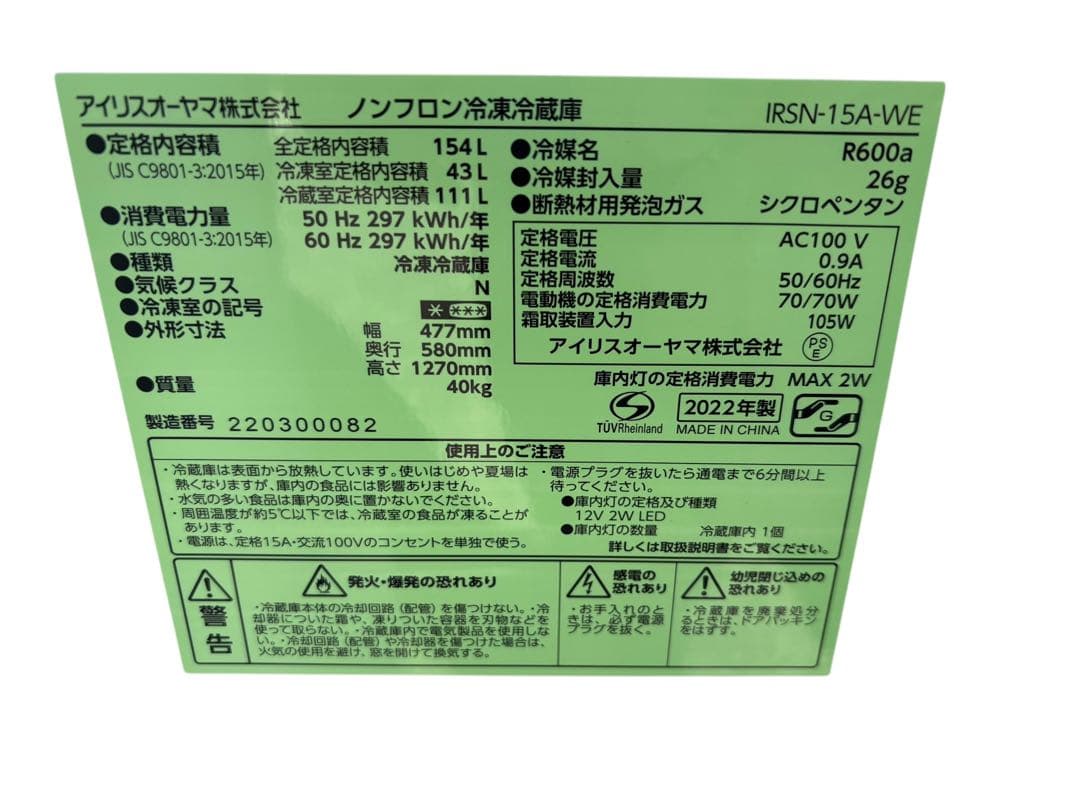 アイリスオーヤマ株式会社 ノンフロン冷凍冷蔵庫 IRSN-15A-WE
●定格内容積 全定格内容積 154 L
(JIS C9801-3:2015年) 冷凍室定格内容積 43 L
冷蔵室定格内容積 111 L
●消費電力量 50 Hz 297 kWh/年
(JIS C9801-3:2015年) 60 Hz 297 kWh/年
●種類 冷凍冷蔵庫
●気候クラス N
●冷凍室の記号
●外形寸法 幅 477mm
奥行 580mm
高さ 1270mm
●質量 40kg
製造番号 220300082
●冷媒名 R600a
●冷媒封入量 26g
●断熱材用発泡ガス シクロペンタン
定格電圧 AC100 V
定格電流 0.9A
定格周波数 50/60Hz
電動機の定格消費電力 70/70W
霜取装置入力 105W
アイリスオーヤマ株式会社 PSE
庫内灯の定格消費電力 MAX 2W
TÜVRheinland
2022年製
MADE IN CHINA
G
使用上のご注意
・冷蔵庫は表面から放熱しています。使いはじめや夏場は
熱くなりますが、庫内の食品には影響ありません。
・水気の多い食品は庫内の奥に置かないでください。
・周囲温度が約5℃以下では、冷蔵室の食品が凍ることが
あります。
・電源は、定格15A・交流100Vのコンセントを単独で使う。
・電源プラグを抜いたら通電まで6分間以上
待ってください。
●庫内灯の定格及び種類
12V 2W LED
●庫内灯の数量 冷蔵庫内 1個
詳しくは取扱説明書をご覧ください。
警告
発火・爆発の恐れあり
・冷蔵庫本体の冷却回路（配管）を傷つけない。・冷
却器についた霜や、凍りついた容器を刃物などを
使って取らない。・冷蔵庫内で電気製品を使用しな
い。・冷却回路（配管）や冷却器を傷つけた場合は、
火気の使用を避け、窓を開けて換気する。
感電の
恐れあり
・お手入れのと
きは、必ず電源
プラグを抜く。
幼児閉じ込めの
恐れあり
・冷蔵庫を廃棄処分
るときは、ドアパッキン
をはずす。